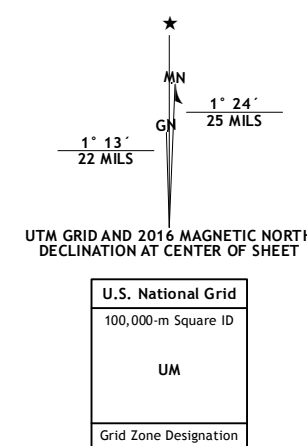 ★
MN
1° 24´
25 MILS
GN
1° 13´
22 MILS
UTM GRID AND 2016 MAGNETIC NORTH
DECLINATION AT CENTER OF SHEET
U.S. National Grid
100,000-m Square ID
UM
Grid Zone Designation